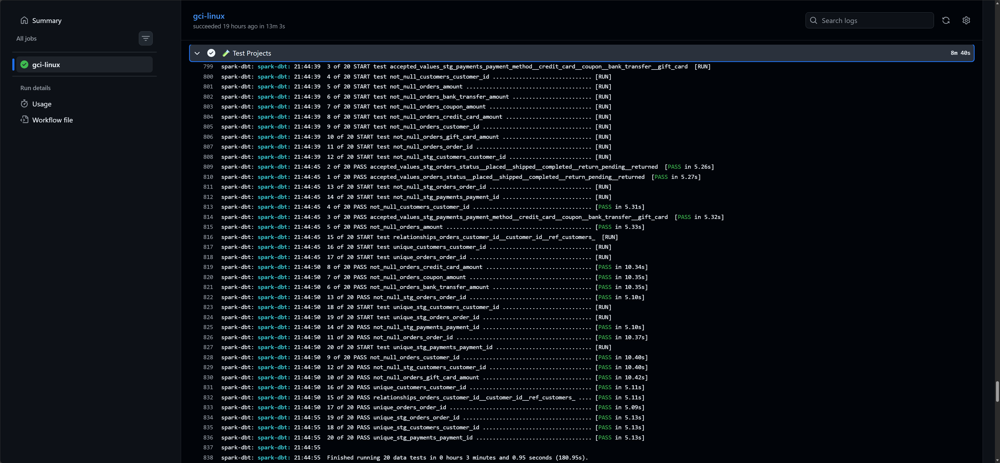 Summary
All jobs
gci-linux
Run details
Usage
Workflow file
gci-linux
succeeded 19 hours ago in 13m 3s
Search logs
Test Projects 8m 40s
799 spark-dbt: spark-dbt: 21:44:39 3 of 20 START test accepted_values_stg_payments_payment_method__credit_card__coupon__bank_transfer__gift_card [RUN]
800 spark-dbt: spark-dbt: 21:44:39 4 of 20 START test not_null_customers_customer_id .............................. [RUN]
801 spark-dbt: spark-dbt: 21:44:39 5 of 20 START test not_null_orders_amount ...................................... [RUN]
802 spark-dbt: spark-dbt: 21:44:39 6 of 20 START test not_null_orders_bank_transfer_amount ........................ [RUN]
803 spark-dbt: spark-dbt: 21:44:39 7 of 20 START test not_null_orders_coupon_amount ............................... [RUN]
804 spark-dbt: spark-dbt: 21:44:39 8 of 20 START test not_null_orders_credit_card_amount .......................... [RUN]
805 spark-dbt: spark-dbt: 21:44:39 9 of 20 START test not_null_orders_customer_id ................................. [RUN]
806 spark-dbt: spark-dbt: 21:44:39 10 of 20 START test not_null_orders_gift_card_amount ........................... [RUN]
807 spark-dbt: spark-dbt: 21:44:39 11 of 20 START test not_null_orders_order_id ................................... [RUN]
808 spark-dbt: spark-dbt: 21:44:39 12 of 20 START test not_null_stg_customers_customer_id ......................... [RUN]
809 spark-dbt: spark-dbt: 21:44:45 2 of 20 PASS accepted_values_stg_orders_status__placed__shipped__completed__return_pending__returned [PASS in 5.26s]
810 spark-dbt: spark-dbt: 21:44:45 1 of 20 PASS accepted_values_orders_status__placed__shipped__completed__return_pending__returned [PASS in 5.27s]
811 spark-dbt: spark-dbt: 21:44:45 13 of 20 START test not_null_stg_orders_order_id ............................... [RUN]
812 spark-dbt: spark-dbt: 21:44:45 14 of 20 START test not_null_stg_payments_payment_id ........................... [RUN]
813 spark-dbt: spark-dbt: 21:44:45 4 of 20 PASS not_null_customers_customer_id .................................... [PASS in 5.31s]
814 spark-dbt: spark-dbt: 21:44:45 3 of 20 PASS accepted_values_stg_payments_payment_method__credit_card__coupon__bank_transfer__gift_card [PASS in 5.32s]
815 spark-dbt: spark-dbt: 21:44:45 5 of 20 PASS not_null_orders_amount ............................................ [PASS in 5.33s]
816 spark-dbt: spark-dbt: 21:44:45 15 of 20 START test relationships_orders_customer_id__customer_id__ref_customers_ [RUN]
817 spark-dbt: spark-dbt: 21:44:45 16 of 20 START test unique_customers_customer_id ............................... [RUN]
818 spark-dbt: spark-dbt: 21:44:45 17 of 20 START test unique_orders_order_id ..................................... [RUN]
819 spark-dbt: spark-dbt: 21:44:50 8 of 20 PASS not_null_orders_credit_card_amount ................................ [PASS in 10.34s]
820 spark-dbt: spark-dbt: 21:44:50 7 of 20 PASS not_null_orders_coupon_amount ..................................... [PASS in 10.35s]
821 spark-dbt: spark-dbt: 21:44:50 6 of 20 PASS not_null_orders_bank_transfer_amount .............................. [PASS in 10.35s]
822 spark-dbt: spark-dbt: 21:44:50 13 of 20 PASS not_null_stg_orders_order_id ..................................... [PASS in 5.10s]
823 spark-dbt: spark-dbt: 21:44:50 18 of 20 START test unique_stg_customers_customer_id ........................... [RUN]
824 spark-dbt: spark-dbt: 21:44:50 19 of 20 START test unique_stg_orders_order_id ................................. [RUN]
825 spark-dbt: spark-dbt: 21:44:50 14 of 20 PASS not_null_stg_payments_payment_id ................................. [PASS in 5.10s]
826 spark-dbt: spark-dbt: 21:44:50 11 of 20 PASS not_null_orders_order_id ......................................... [PASS in 10.37s]
827 spark-dbt: spark-dbt: 21:44:50 20 of 20 START test unique_stg_payments_payment_id ............................. [RUN]
828 spark-dbt: spark-dbt: 21:44:50 9 of 20 PASS not_null_orders_customer_id ....................................... [PASS in 10.40s]
829 spark-dbt: spark-dbt: 21:44:50 12 of 20 PASS not_null_stg_customers_customer_id ............................... [PASS in 10.40s]
830 spark-dbt: spark-dbt: 21:44:50 10 of 20 PASS not_null_orders_gift_card_amount ................................. [PASS in 10.42s]
831 spark-dbt: spark-dbt: 21:44:50 16 of 20 PASS unique_customers_customer_id ..................................... [PASS in 5.11s]
832 spark-dbt: spark-dbt: 21:44:50 15 of 20 PASS relationships_orders_customer_id__customer_id__ref_customers_ .... [PASS in 5.11s]
833 spark-dbt: spark-dbt: 21:44:50 17 of 20 PASS unique_orders_order_id ........................................... [PASS in 5.09s]
834 spark-dbt: spark-dbt: 21:44:55 19 of 20 PASS unique_stg_orders_order_id ....................................... [PASS in 5.13s]
835 spark-dbt: spark-dbt: 21:44:55 18 of 20 PASS unique_stg_customers_customer_id ................................. [PASS in 5.13s]
836 spark-dbt: spark-dbt: 21:44:55 20 of 20 PASS unique_stg_payments_payment_id ................................... [PASS in 5.13s]
837 spark-dbt: spark-dbt: 21:44:55
838 spark-dbt: spark-dbt: 21:44:55 Finished running 20 data tests in 0 hours 3 minutes and 0.95 seconds (180.95s).